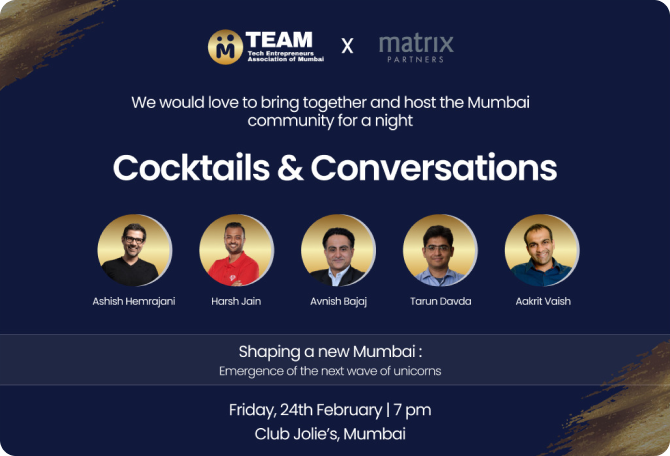 TEAM
Tech Entrepreneurs
Association of Mumbai
X
matrix
PARTNERS
We would love to bring together and host the Mumbai
community for a night
Cocktails & Conversations
Ashish Hemrajani
Harsh Jain
Avnish Bajaj
Tarun Davda
Aakrit Vaish
Shaping a new Mumbai :
Emergence of the next wave of unicorns
Friday, 24th February | 7 pm
Club Jolie's, Mumbai